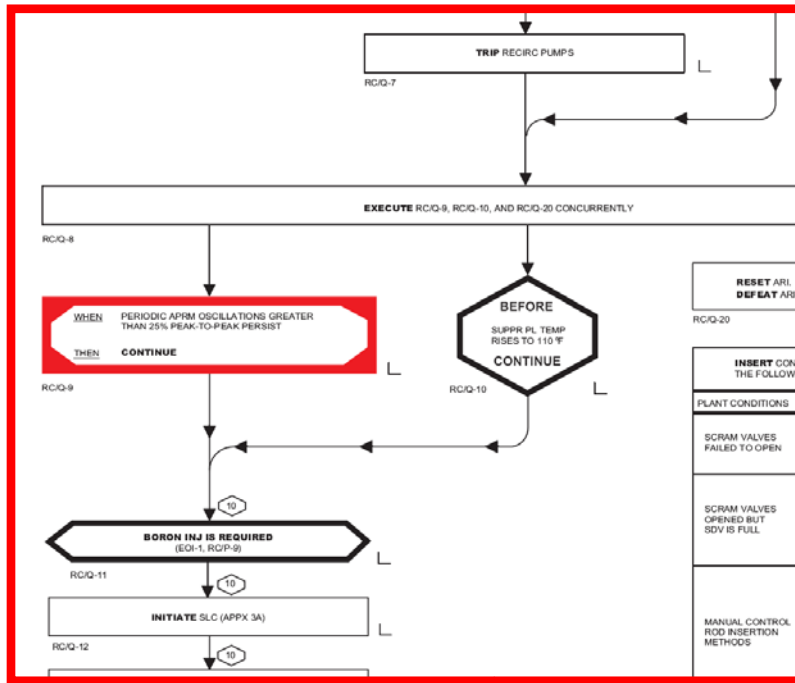 TRIP RECIRC PUMPS
RC/Q-7
EXECUTE RC/Q-9, RC/Q-10, AND RC/Q-20 CONCURRENTLY
RC/Q-8
WHEN PERIODIC APRM OSCILLATIONS GREATER
THAN 25% PEAK-TO-PEAK PERSIST
THEN CONTINUE
RC/Q-9
BEFORE
SUPPR PL TEMP
RISES TO 110 ºF
CONTINUE
RC/Q-10
RESET ARI.
DEFEAT ARI
RC/Q-20
INSERT CON
THE FOLLOW
PLANT CONDITIONS
SCRAM VALVES
FAILED TO OPEN
SCRAM VALVES
OPENED BUT
SDV IS FULL
MANUAL CONTROL
ROD INSERTION
METHODS
10
BORON INJ IS REQUIRED
(EOI-1, RC/P-9)
RC/Q-11
10
INITIATE SLC (APPX 3A)
RC/Q-12
10